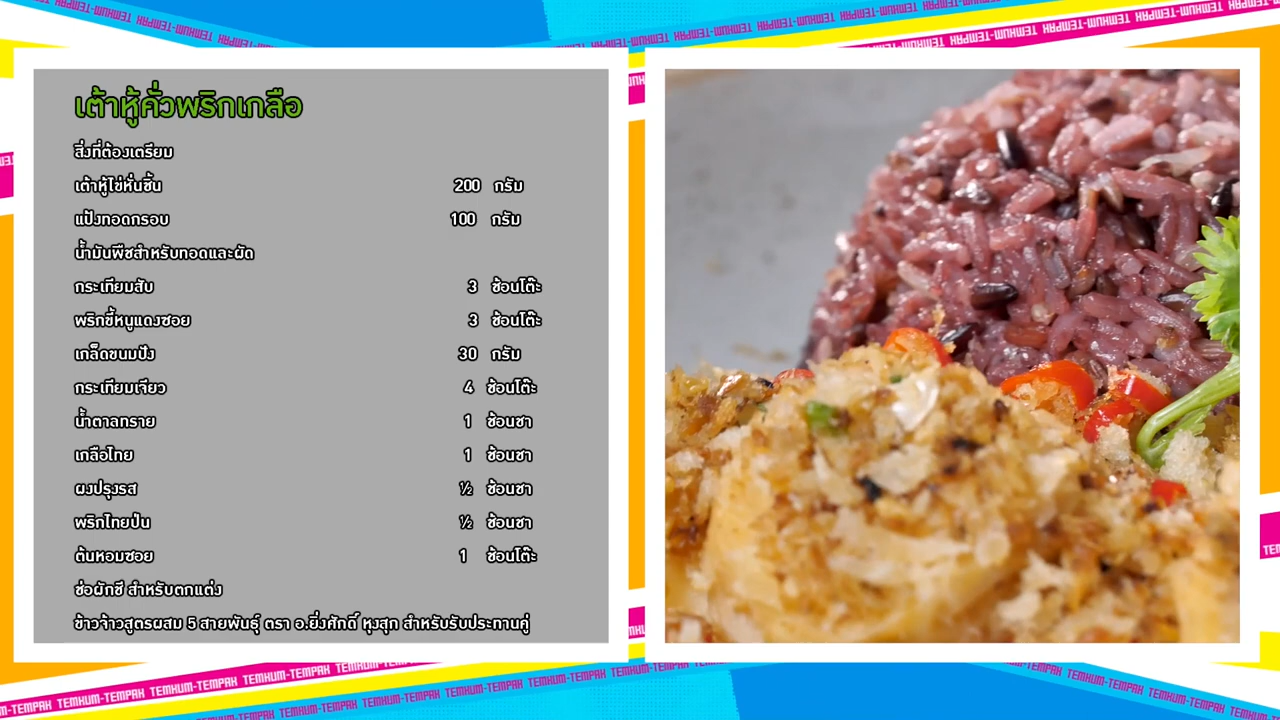 เต้าหู้คั่วพริกเกลือ
สิ่งที่ต้องเตรียม
เต้าหู้ไข่หั่นชิ้น 200 กรัม
แป้งทอดกรอบ 100 กรัม
น้ำมันพืชสำหรับทอดและผัด
กระเทียมสับ 3 ช้อนโต๊ะ
พริกขี้หนูแดงซอย 3 ช้อนโต๊ะ
เกล็ดขนมปัง 30 กรัม
กระเทียมเจียว 4 ช้อนโต๊ะ
น้ำตาลทราย 1 ช้อนชา
เกลือไทย 1 ช้อนชา
ผงปรุงรส ½ ช้อนชา
พริกไทยป่น ½ ช้อนชา
ต้นหอมซอย 1 ช้อนโต๊ะ
ช่อผักชี สำหรับตกแต่ง
ข้าวจ้าวสูตรผสม 5 สายพันธุ์ ตรา อ.ยิ่งศักดิ์ หุงสุก สำหรับรับประทานคู่
TEMKUM-TEMPAK TEMKUM-TEMPAK TEMKUM-TEMPAK